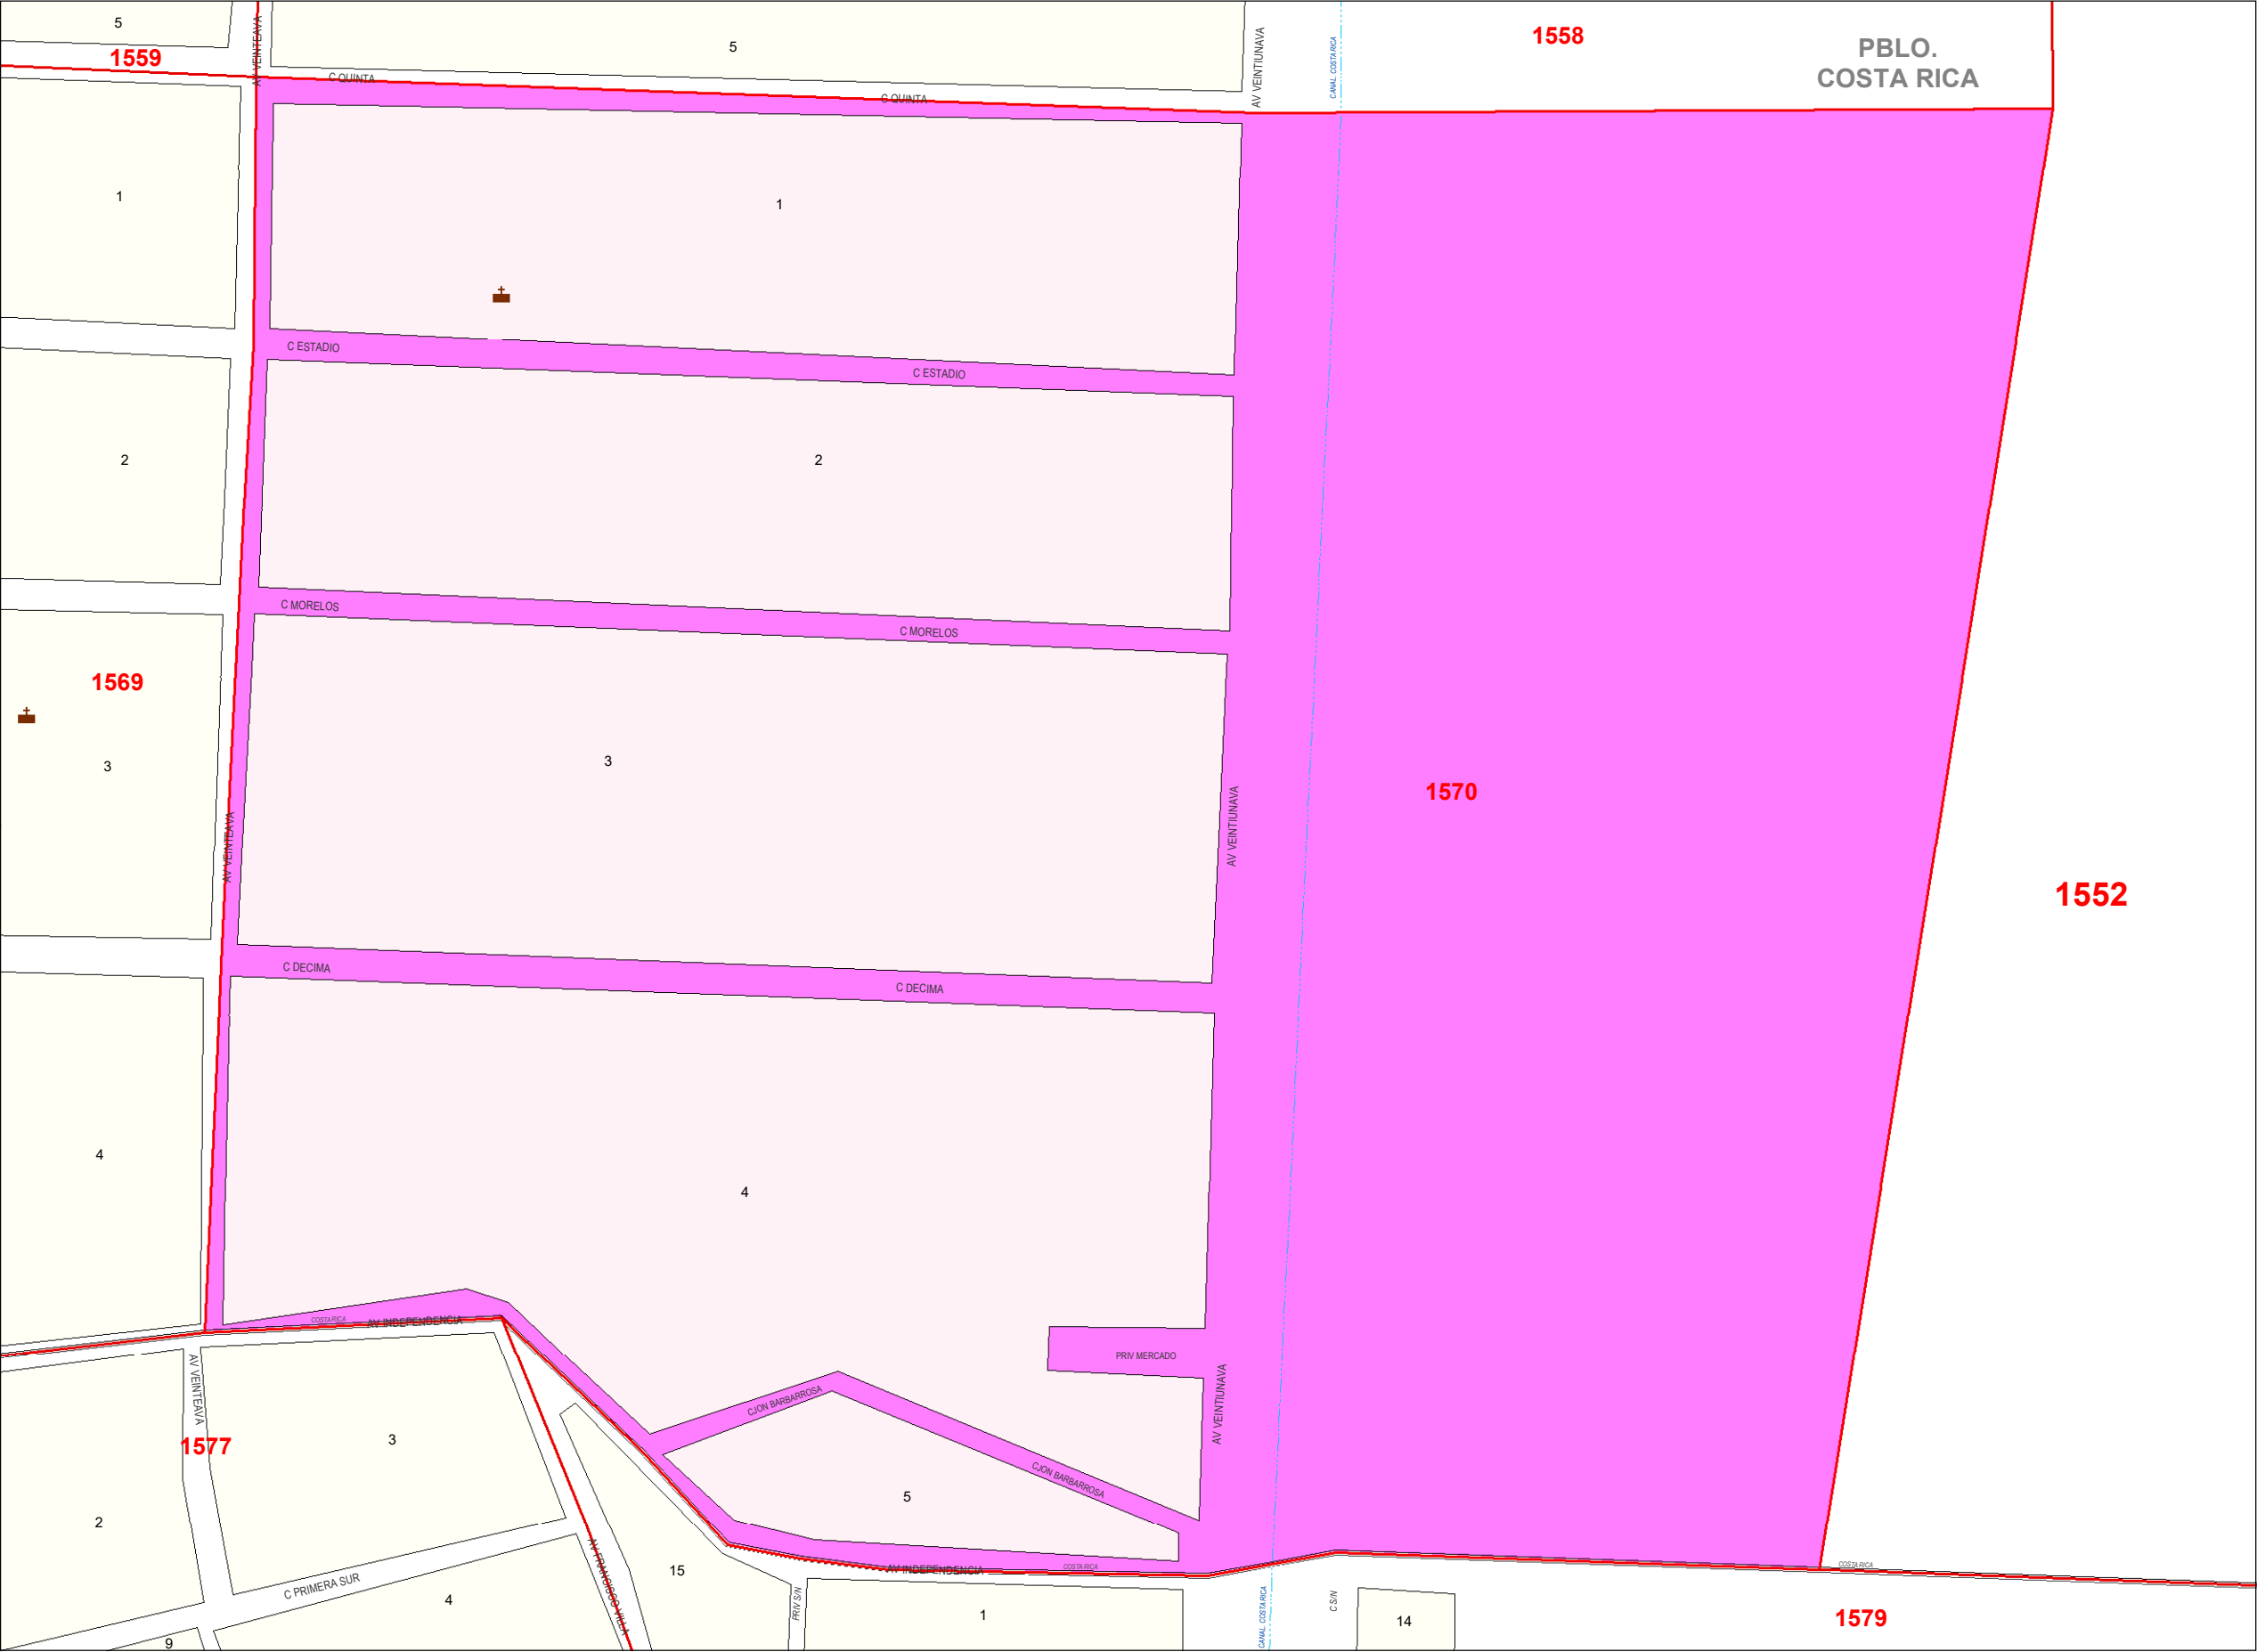 5
1559
AV VEINTEAVA
C QUINTA
5
C QUINTA
AV VEINTIUNAVA
CANAL COSTA RICA
1558
PBLO.
COSTA RICA
1
1
C ESTADIO
C ESTADIO
2
2
C MORELOS
C MORELOS
1569
3
3
AV VEINTEAVA
AV VEINTIUNAVA
1570
1552
C DECIMA
C DECIMA
4
4
COSTA RICA
AV INDEPENDENCIA
PRIV MERCADO
AV VEINTEAVA
1577
3
CJON BARBARROSA
AV VEINTIUNAVA
CJON BARBARROSA
5
2
AV FRANCISCO VILLA
15
AV INDEPENDENCIA
COSTA RICA
COSTA RICA
C PRIMERA SUR
4
PRIV S/N
1
CANAL COSTA RICA
C S/N
14
1579
9